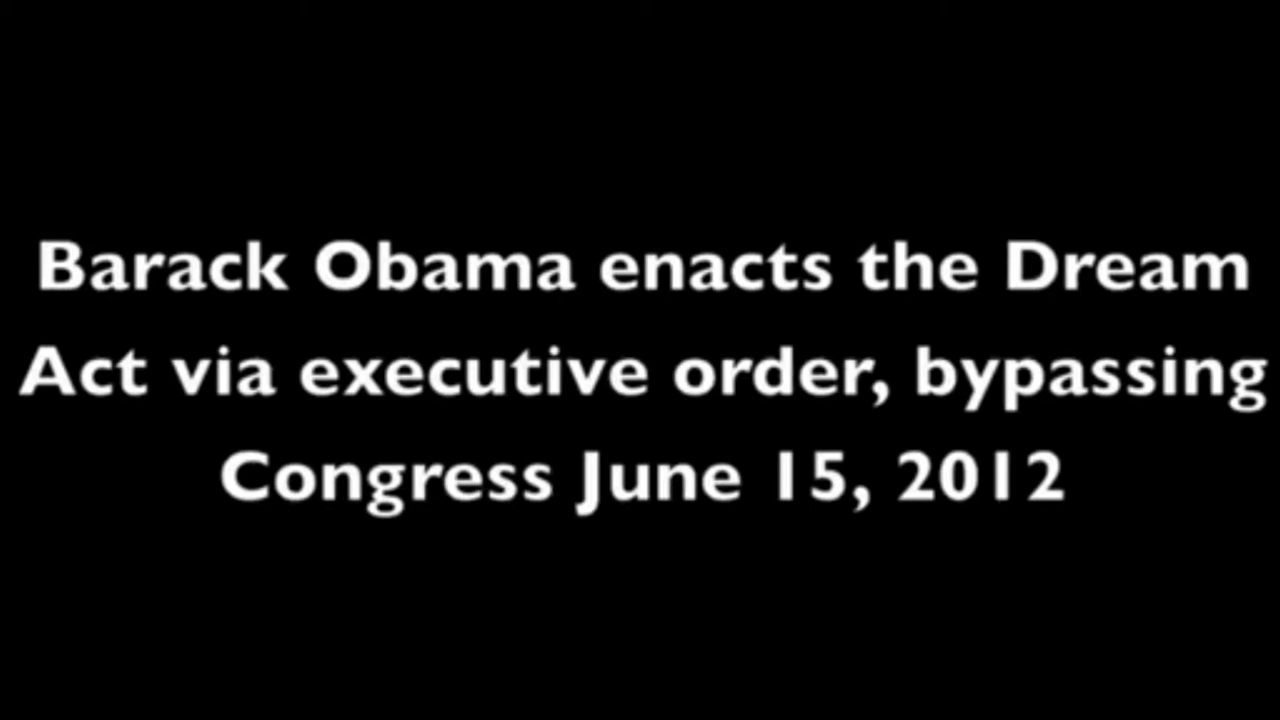 Barack Obama enacts the Dream
Act via executive order, bypassing
Congress June 15, 2012